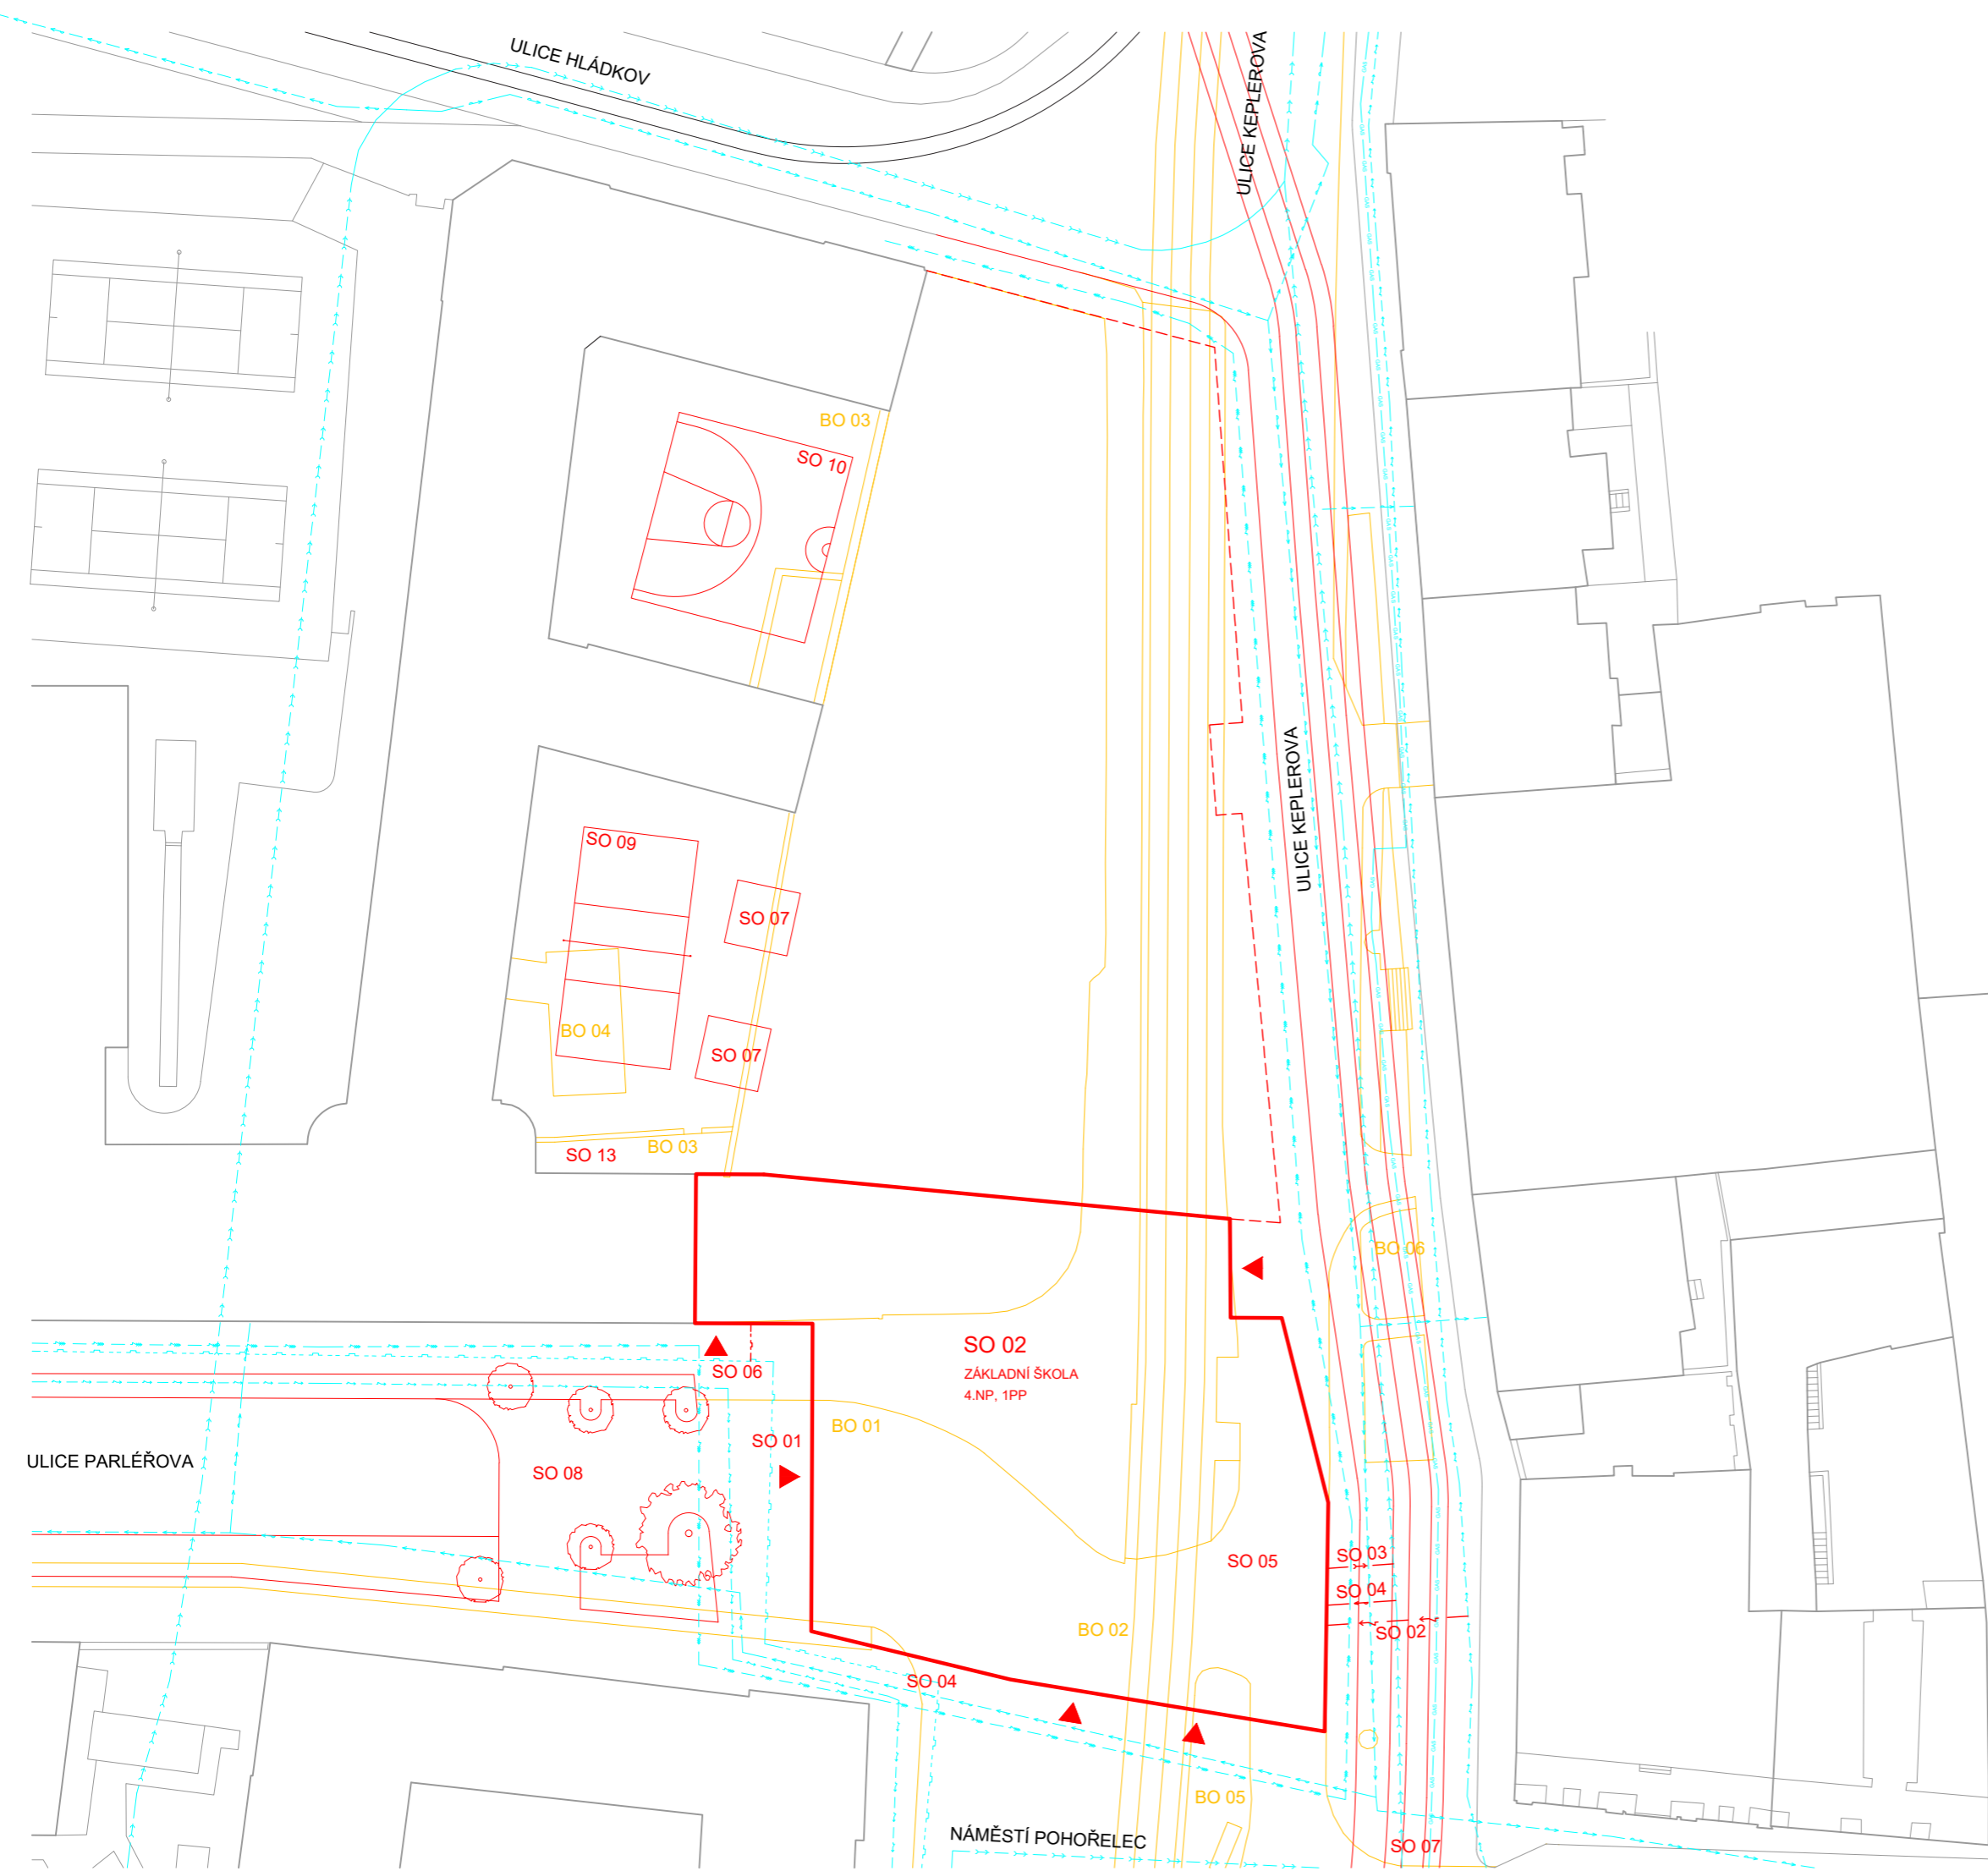 ULICE HLÁDKOV
ULICE KEPLEROVA
BO 03
SO 10
ULICE KEPLEROVA
SO 09
SO 07
BO 04
SO 07
BO 03
SO 13
BO 06
SO 02
ZÁKLADNÍ ŠKOLA
4.NP, 1PP
SO 06
BO 01
SO 01
ULICE PARLÉŘOVA
SO 08
SO 03
SO 05
SO 04
BO 02
SO 02
SO 04
BO 05
NÁMĚSTÍ POHOŘELEC
SO 07